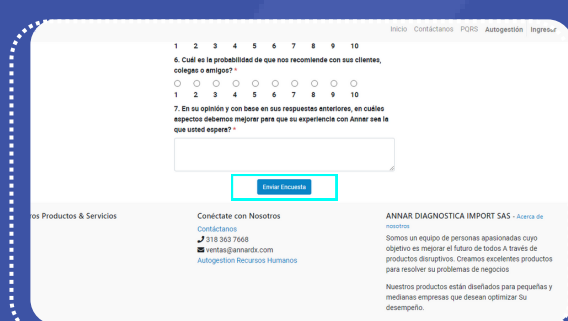 Inicio Contáctanos PQRS Autogestión Ingresar
1 2 3 4 5 6 7 8 9 10
6. Cuál es la probabilidad de que nos recomiende con sus clientes,
colegas o amigos? *
1 2 3 4 5 6 7 8 9 10
7. En su opinión y con base en sus respuestas anteriores, en cuáles
aspectos debemos mejorar para que su experiencia con Annar sea la
que usted espera? *
Enviar Encuesta
ros Productos & Servicios
Conéctate con Nosotros
Contáctanos
318 363 7668
ventas@annardx.com
Autogestion Recursos Humanos
ANNAR DIAGNOSTICA IMPORT SAS - Acerca de
nosotros
Somos un equipo de personas apasionadas cuyo
objetivo es mejorar el futuro de todos A través de
productos disruptivos. Creamos excelentes productos
para resolver su problemas de negocios
Nuestros productos están diseñados para pequeñas y
medianas empresas que desean optimizar Su
desempeño.